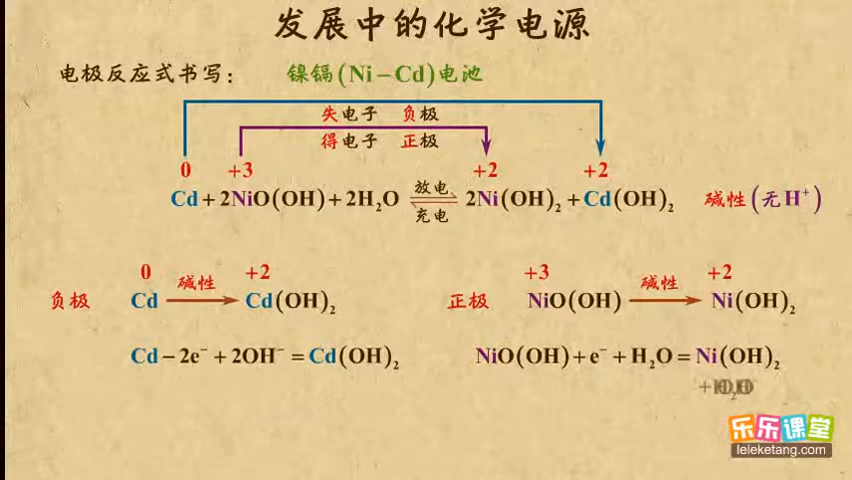 发展中的化学电源
电极反应式书写： 镍镉(Ni－Cd)电池
失电子 负极
得电子 正极
0 +3 +2 +2
Cd + 2NiO(OH) + 2H₂O 放电 ⇌ 充电 2Ni(OH)₂ + Cd(OH)₂ 碱性(无H⁺)
0 +2 +3 +2
负极 Cd 碱性→ Cd(OH)₂ 正极 NiO(OH) 碱性→ Ni(OH)₂
Cd－2e⁻ + 2OH⁻ = Cd(OH)₂ NiO(OH) + e⁻ + H₂O = Ni(OH)₂
乐乐课堂
leleketang.com